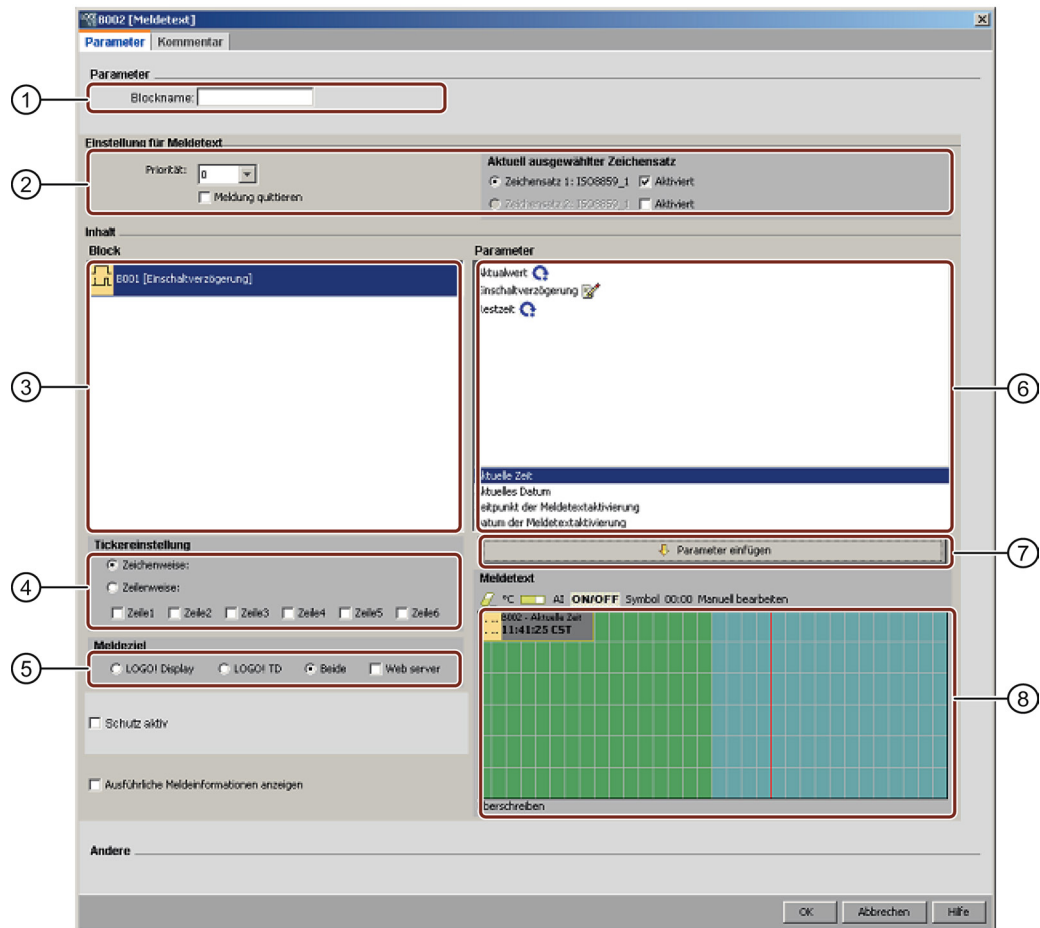 B002 [Meldetext]
Parameter Kommentar
Parameter
1
Blockname:
Einstellung für Meldetext
2
Priorität: 0
Meldung quittieren
Aktuell ausgewählter Zeichensatz
Zeichensatz 1: ISO8859_1 Aktiviert
Zeichensatz 2: ISO8859_1 Aktiviert
Inhalt
Block
B001 [Einschaltverzögerung]
3
Parameter
ktualwert
inschaltverzögerung
estzeit
6
ktuelle Zeit
ktuelles Datum
eitpunkt der Meldetextaktivierung
atum der Meldetextaktivierung
Parameter einfügen
7
Tickereinstellung
4
Zeichenweise:
Zeilenweise:
Zeile1 Zeile2 Zeile3 Zeile4 Zeile5 Zeile6
Meldeziel
5
LOGO! Display LOGO! TD Beide Web server
Schutz aktiv
Ausführliche Meldeinformationen anzeigen
Meldetext
°C AI ON/OFF Symbol 00:00 Manuell bearbeiten
B002 - Aktuelle Zeit
11:41:25 CST
8
berschreiben
Andere
OK Abbrechen Hilfe